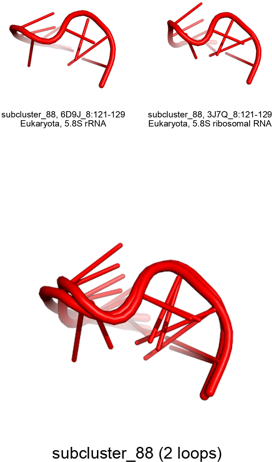 subcluster_88, 6D9J_8:121-129
Eukaryota, 5.8S rRNA
subcluster_88, 3J7Q_8:121-129
Eukaryota, 5.8S ribosomal RNA
subcluster_88 (2 loops)